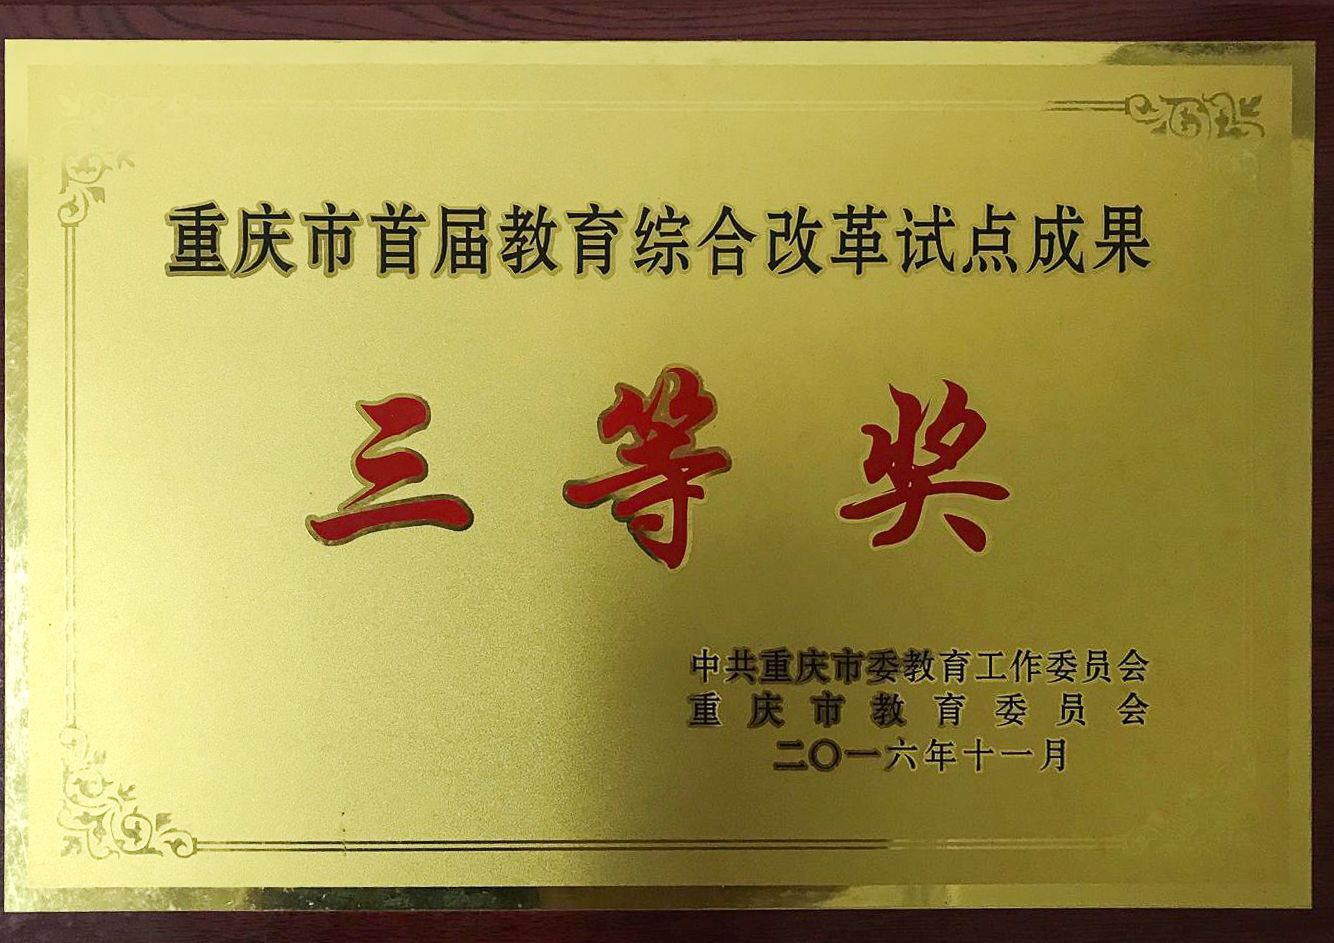 重庆市首届教育综合改革试点成果
三等奖
中共重庆市委教育工作委员会
重庆市教育委员会
二〇一六年十一月